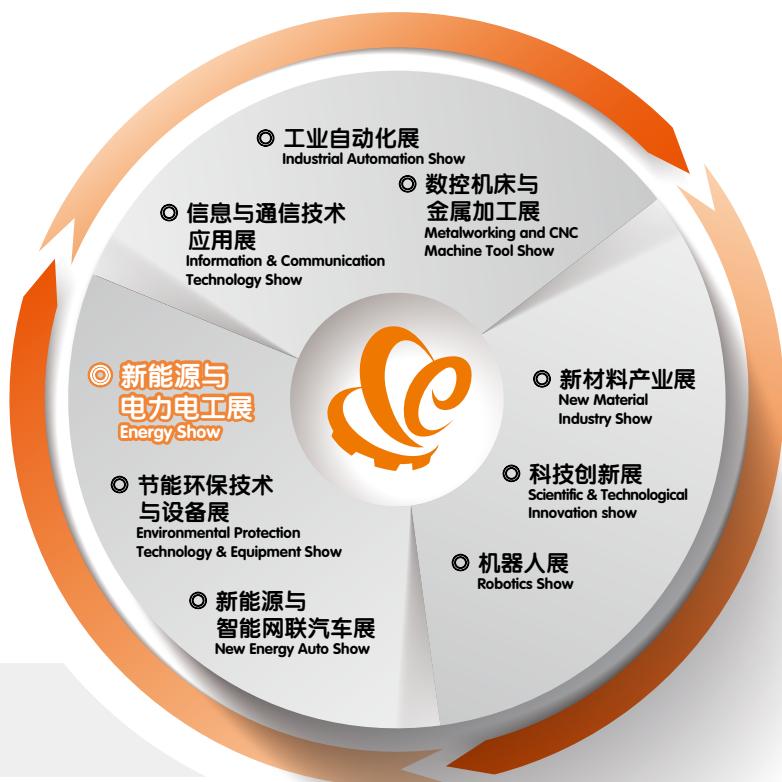 工业自动化展
Industrial Automation Show
数控机床与
金属加工展
Metalworking and CNC
Machine Tool Show
信息与通信技术
应用展
Information & Communication
Technology Show
新能源与
电力电工展
Energy Show
节能环保技术
与设备展
Environmental Protection
Technology & Equipment Show
新能源与
智能网联汽车展
New Energy Auto Show
新材料产业展
New Material
Industry Show
科技创新展
Scientific & Technological
Innovation show
机器人展
Robotics Show